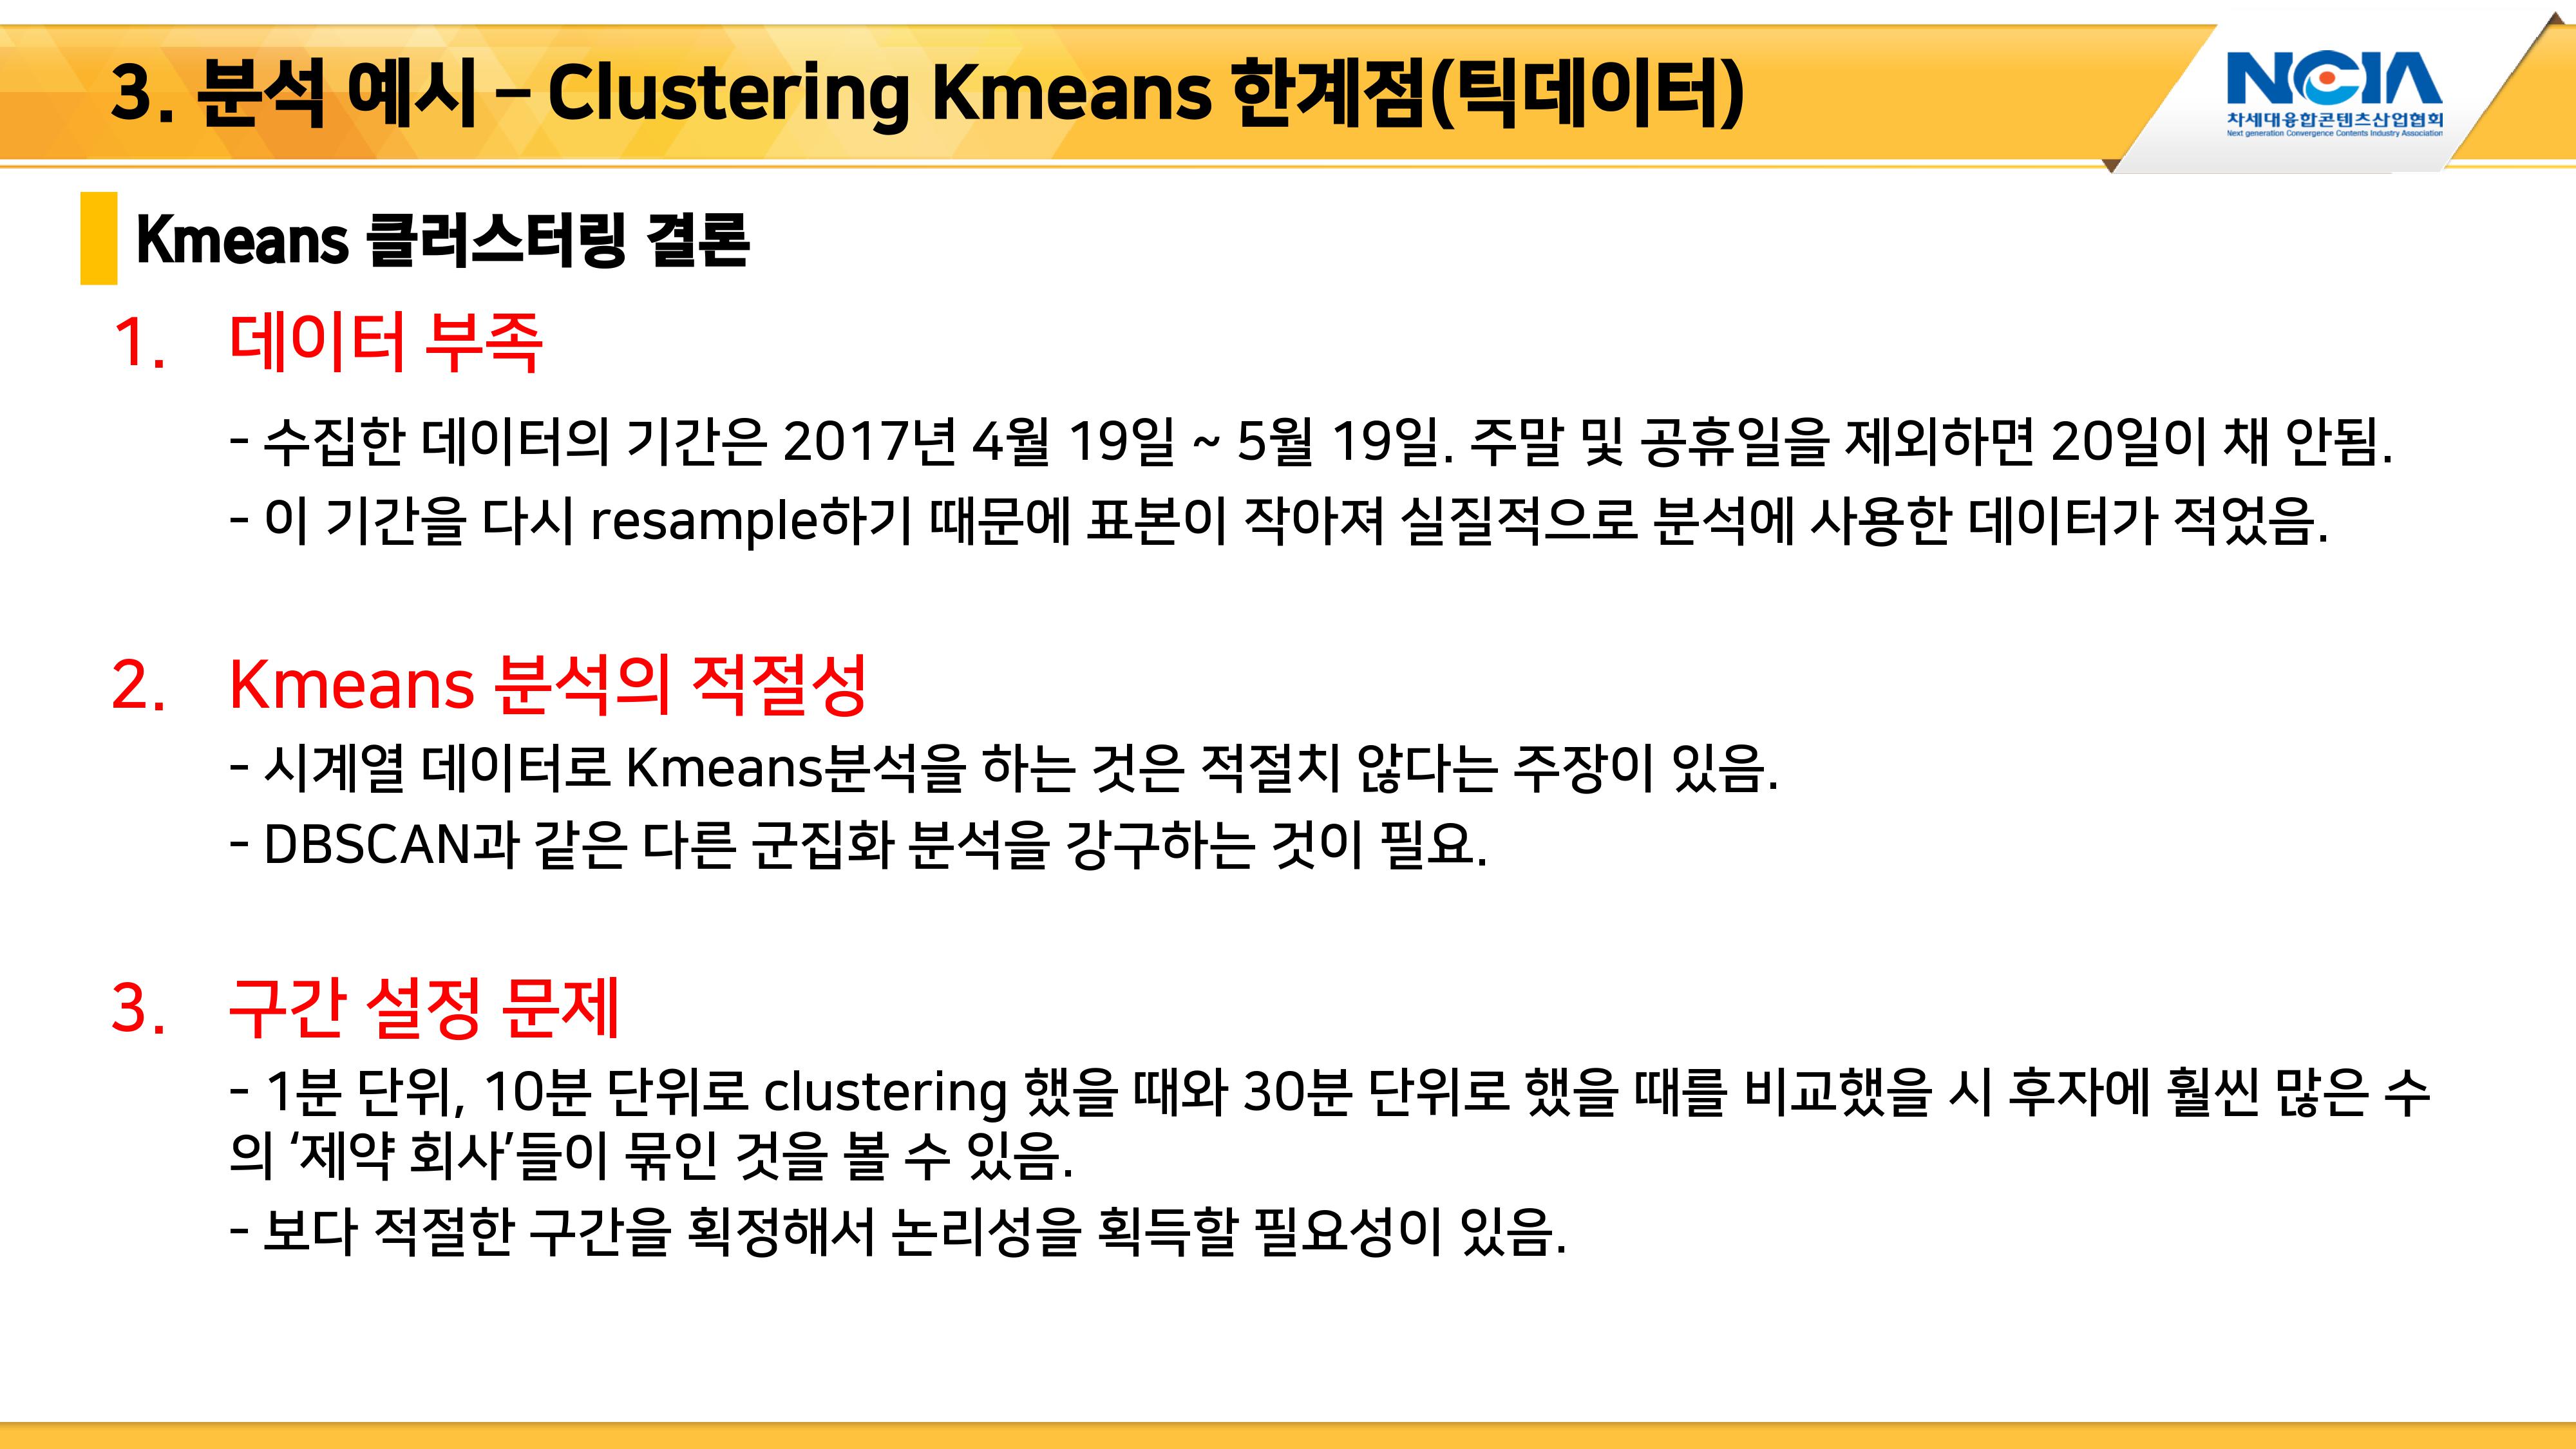 3. 분석 예시 – Clustering Kmeans 한계점(틱데이터)
NCIA
차세대융합콘텐츠산업협회
Next generation Convergence Contents Industry Association
Kmeans 클러스터링 결론
1. 데이터 부족
- 수집한 데이터의 기간은 2017년 4월 19일 ~ 5월 19일. 주말 및 공휴일을 제외하면 20일이 채 안됨.
- 이 기간을 다시 resample하기 때문에 표본이 작아져 실질적으로 분석에 사용한 데이터가 적었음.
2. Kmeans 분석의 적절성
- 시계열 데이터로 Kmeans분석을 하는 것은 적절치 않다는 주장이 있음.
- DBSCAN과 같은 다른 군집화 분석을 강구하는 것이 필요.
3. 구간 설정 문제
- 1분 단위, 10분 단위로 clustering 했을 때와 30분 단위로 했을 때를 비교했을 시 후자에 훨씬 많은 수
의 ‘제약 회사’들이 묶인 것을 볼 수 있음.
- 보다 적절한 구간을 획정해서 논리성을 획득할 필요성이 있음.